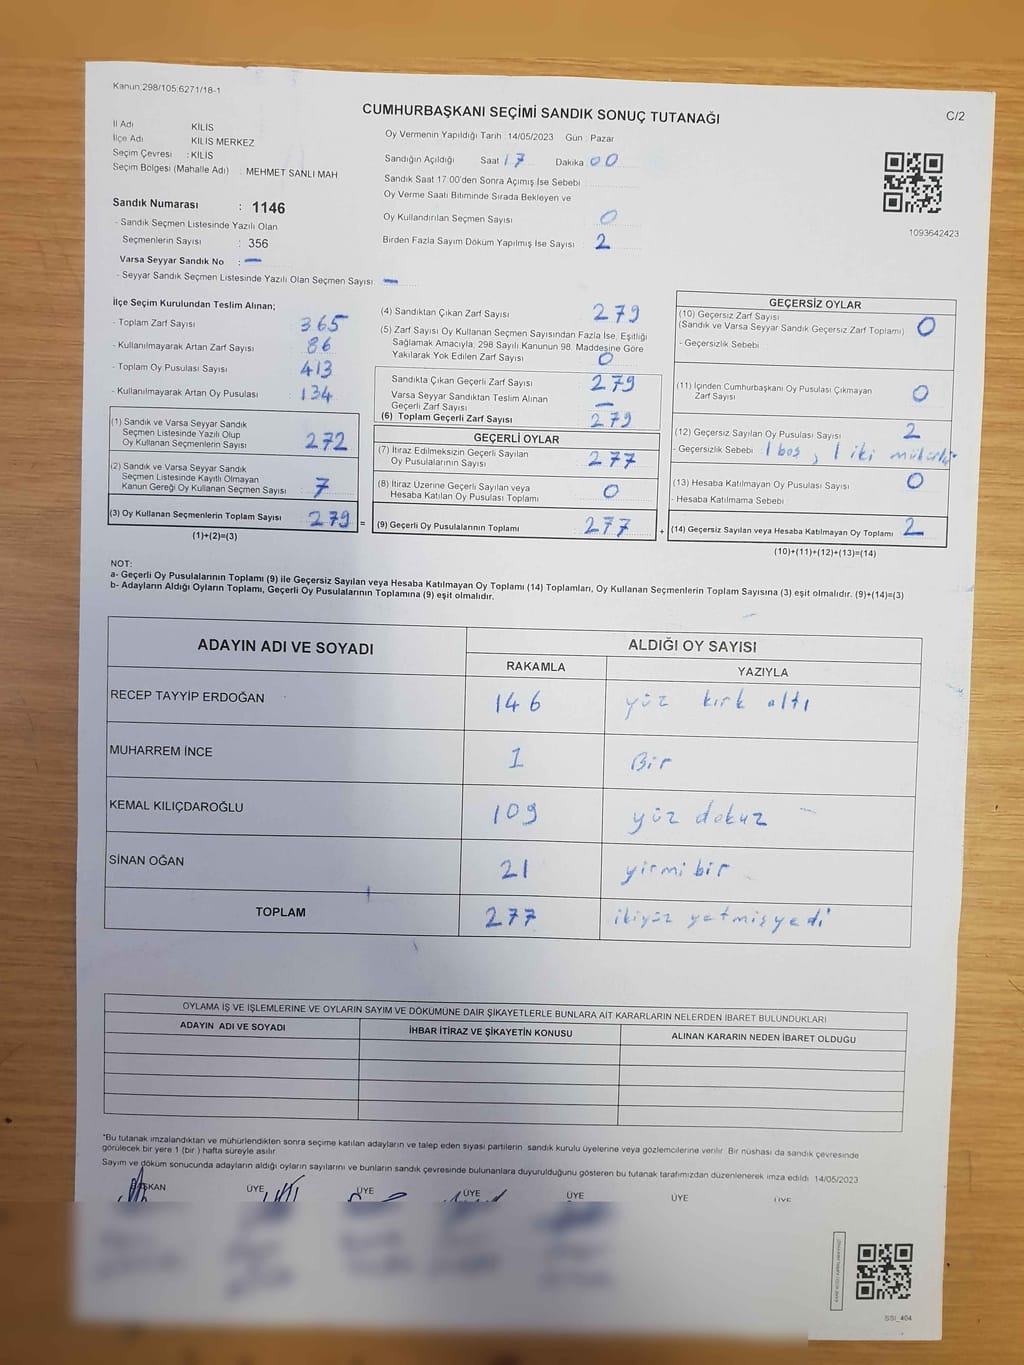 Kanun:298/105,6271/18-1
CUMHURBAŞKANI SEÇİMİ SANDIK SONUÇ TUTANAĞI
C/2
İl Adı KİLİS
İlçe Adı KİLİS MERKEZ
Seçim Çevresi : KİLİS
Seçim Bölgesi (Mahalle Adı) : MEHMET SANLI MAH
Oy Vermenin Yapıldığı Tarih : 14/05/2023 Gün : Pazar
Sandığın Açıldığı Saat 17 Dakika 00
Sandık Saat 17:00'den Sonra Açılmış İse Sebebi :
Oy Verme Saati Bitiminde Sırada Bekleyen ve
Oy Kullandırılan Seçmen Sayısı 0
Birden Fazla Sayım Döküm Yapılmış İse Sayısı : 2
1093642423
Sandık Numarası : 1146
- Sandık Seçmen Listesinde Yazılı Olan
Seçmenlerin Sayısı : 356
Varsa Seyyar Sandık No : —
- Seyyar Sandık Seçmen Listesinde Yazılı Olan Seçmen Sayısı: —
İlçe Seçim Kurulundan Teslim Alınan;
- Toplam Zarf Sayısı 365
- Kullanılmayarak Artan Zarf Sayısı 86
- Toplam Oy Pusulası Sayısı 413
- Kullanılmayarak Artan Oy Pusulası 134
(1) Sandık ve Varsa Seyyar Sandık
Seçmen Listesinde Yazılı Olup
Oy Kullanan Seçmenlerin Sayısı 272
(2) Sandık ve Varsa Seyyar Sandık
Seçmen Listesinde Kayıtlı Olmayan
Kanun Gereği Oy Kullanan Seçmen Sayısı 7
(3) Oy Kullanan Seçmenlerin Toplam Sayısı 279 =
(1)+(2)=(3)
(4) Sandıktan Çıkan Zarf Sayısı 279
(5) Zarf Sayısı Oy Kullanan Seçmen Sayısından Fazla İse, Eşitliği
Sağlamak Amacıyla; 298 Sayılı Kanunun 98. Maddesine Göre
Yakılarak Yok Edilen Zarf Sayısı 0
Sandıkta Çıkan Geçerli Zarf Sayısı 279
Varsa Seyyar Sandıktan Teslim Alınan
Geçerli Zarf Sayısı —
(6) Toplam Geçerli Zarf Sayısı 279
GEÇERLİ OYLAR
(7) İtiraz Edilmeksizin Geçerli Sayılan
Oy Pusulalarının Sayısı 277
(8) İtiraz Üzerine Geçerli Sayılan veya
Hesaba Katılan Oy Pusulası Toplamı 0
(9) Geçerli Oy Pusulalarının Toplamı 277 +
GEÇERSİZ OYLAR
(10) Geçersiz Zarf Sayısı
(Sandık ve Varsa Seyyar Sandık Geçersiz Zarf Toplamı) 0
- Geçersizlik Sebebi
(11) İçinden Cumhurbaşkanı Oy Pusulası Çıkmayan
Zarf Sayısı 0
(12) Geçersiz Sayılan Oy Pusulası Sayısı 2
- Geçersizlik Sebebi 1 boş, 1 iki
(13) Hesaba Katılmayan Oy Pusulası Sayısı 0
- Hesaba Katılmama Sebebi
(14) Geçersiz Sayılan veya Hesaba Katılmayan Oy Toplamı 2
(10)+(11)+(12)+(13)=(14)
NOT:
a- Geçerli Oy Pusulalarının Toplamı (9) ile Geçersiz Sayılan veya Hesaba Katılmayan Oy Toplamı (14) Toplamları, Oy Kullanan Seçmenlerin Toplam Sayısına (3) eşit olmalıdır. (9)+(14)=(3)
b- Adayların Aldığı Oyların Toplamı, Geçerli Oy Pusulalarının Toplamına (9) eşit olmalıdır.
ADAYIN ADI VE SOYADI ALDIĞI OY SAYISI
RAKAMLA YAZIYLA
RECEP TAYYİP ERDOĞAN 146 yüz kırk altı
MUHARREM İNCE 1 Bir
KEMAL KILIÇDAROĞLU 109 yüz dokuz
SİNAN OĞAN 21 yirmi bir
TOPLAM 277 ikiyüz yetmişyedi
OYLAMA İŞ VE İŞLEMLERİNE VE OYLARIN SAYIM VE DÖKÜMÜNE DAİR ŞİKAYETLERLE BUNLARA AİT KARARLARIN NELERDEN İBARET BULUNDUKLARI
ADAYIN ADI VE SOYADI İHBAR İTİRAZ VE ŞİKAYETİN KONUSU ALINAN KARARIN NEDEN İBARET OLDUĞU
*Bu tutanak imzalandıktan ve mühürlendikten sonra seçime katılan adayların ve talep eden siyasi partilerin sandık kurulu üyelerine veya gözlemcilerine verilir. Bir nüshası da sandık çevresinde
görülecek bir yere 1 (bir ) hafta süreyle asılır.
Sayım ve döküm sonucunda adayların aldığı oyların sayılarını ve bunların sandık çevresinde bulunanlara duyurulduğunu gösteren bu tutanak tarafımızdan düzenlenerek imza edildi. 14/05/2023
BAŞKAN ÜYE ÜYE ÜYE ÜYE ÜYE ÜYE
SSI_404